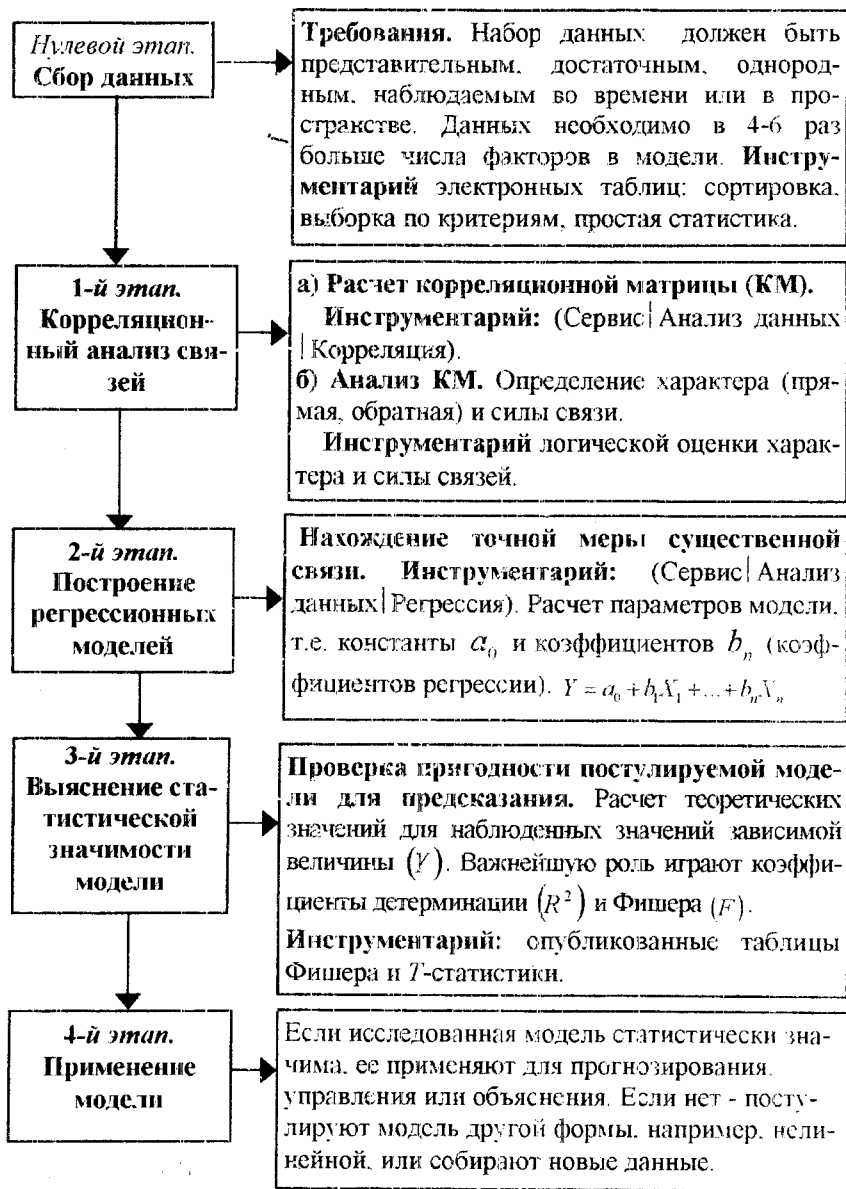 Нулевой этап.
Сбор данных
Требования. Набор данных должен быть
представительным, достаточным, однород-
ным, наблюдаемым во времени или в про-
странстве. Данных необходимо в 4-6 раз
больше числа факторов в модели. Инстру-
ментарий электронных таблиц: сортировка,
выборка по критериям, простая статистика.
1-й этап.
Корреляцион-
ный анализ свя-
зей
а) Расчет корреляционной матрицы (КМ).
Инструментарий: (Сервис| Анализ данных
| Корреляция).
б) Анализ КМ. Определение характера (пря-
мая, обратная) и силы связи.
Инструментарий логической оценки харак-
тера и силы связей.
2-й этап.
Построение
регрессионных
моделей
Нахождение точной меры существенной
связи. Инструментарий: (Сервис| Анализ
данных| Регрессия). Расчет параметров модели,
т.е. константы a₀ и коэффициентов bₙ (коэф-
фициентов регрессии). Y = a₀ + b₁X₁ + ... + bₙXₙ
3-й этап.
Выяснение ста-
тистической
значимости
модели
Проверка пригодности постулируемой моде-
ли для предсказания. Расчет теоретических
значений для наблюденных значений зависимой
величины (Y). Важнейшую роль играют коэффи-
циенты детерминации (R²) и Фишера (F).
Инструментарий: опубликованные таблицы
Фишера и T-статистики.
4-й этап.
Применение
модели
Если исследованная модель статистически зна-
чима, ее применяют для прогнозирования,
управления или объяснения. Если нет - посту-
лируют модель другой формы, например, нели-
нейной, или собирают новые данные.